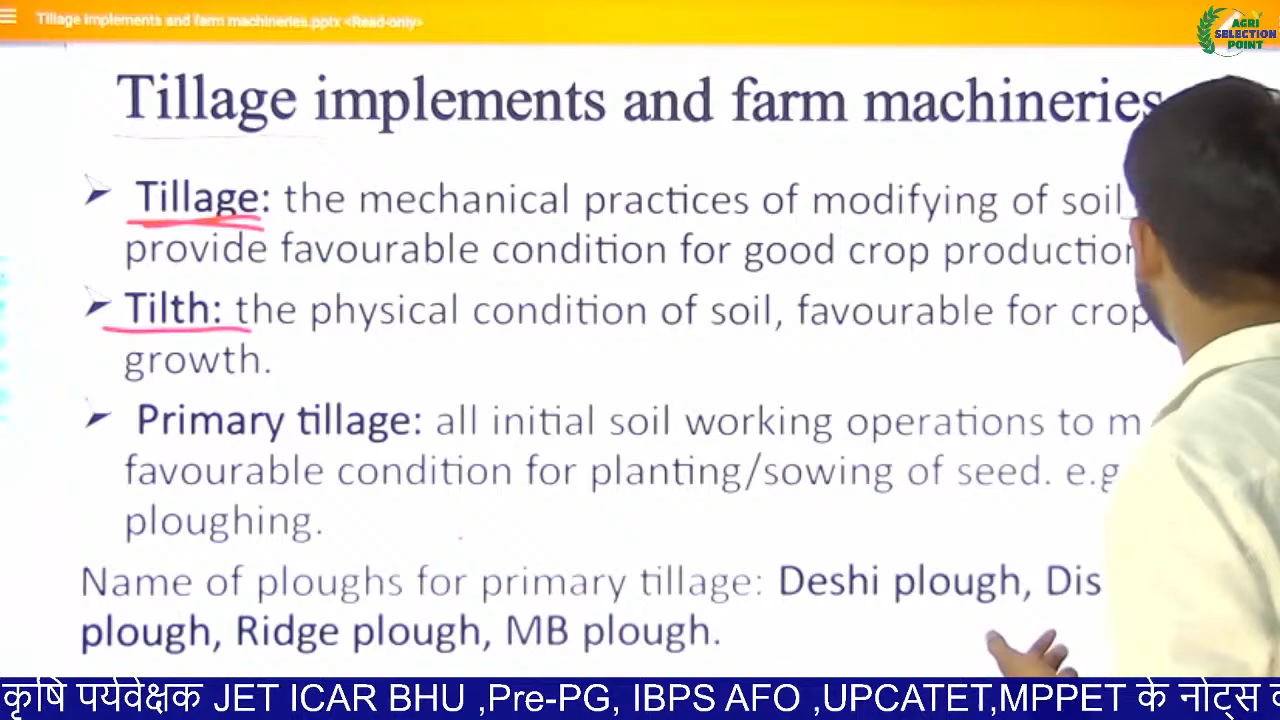 Tillage implements and farm machineries.pptx <Read-only>
AGRI
SELECTION
POINT
Tillage implements and farm machineries
Tillage: the mechanical practices of modifying of soil
provide favourable condition for good crop production
Tilth: the physical condition of soil, favourable for crop
growth.
Primary tillage: all initial soil working operations to m
favourable condition for planting/sowing of seed. e.g
ploughing.
Name of ploughs for primary tillage: Deshi plough, Dis
plough, Ridge plough, MB plough.
कृषि पर्यवेक्षक JET ICAR BHU ,Pre-PG, IBPS AFO ,UPCATET,MPPET के नोट्स